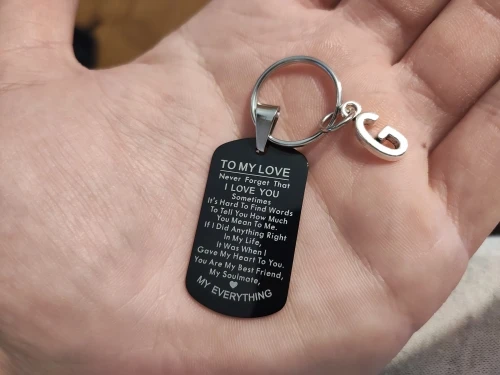 TO MY LOVE
Never Forget That
I LOVE YOU
Sometimes
It's Hard To Find Words
To Tell You How Much
You Mean To Me.
If I Did Anything Right
In My Life,
It Was When I
Gave My Heart To You.
You Are My Best Friend,
My Soulmate,
MY EVERYTHING
G